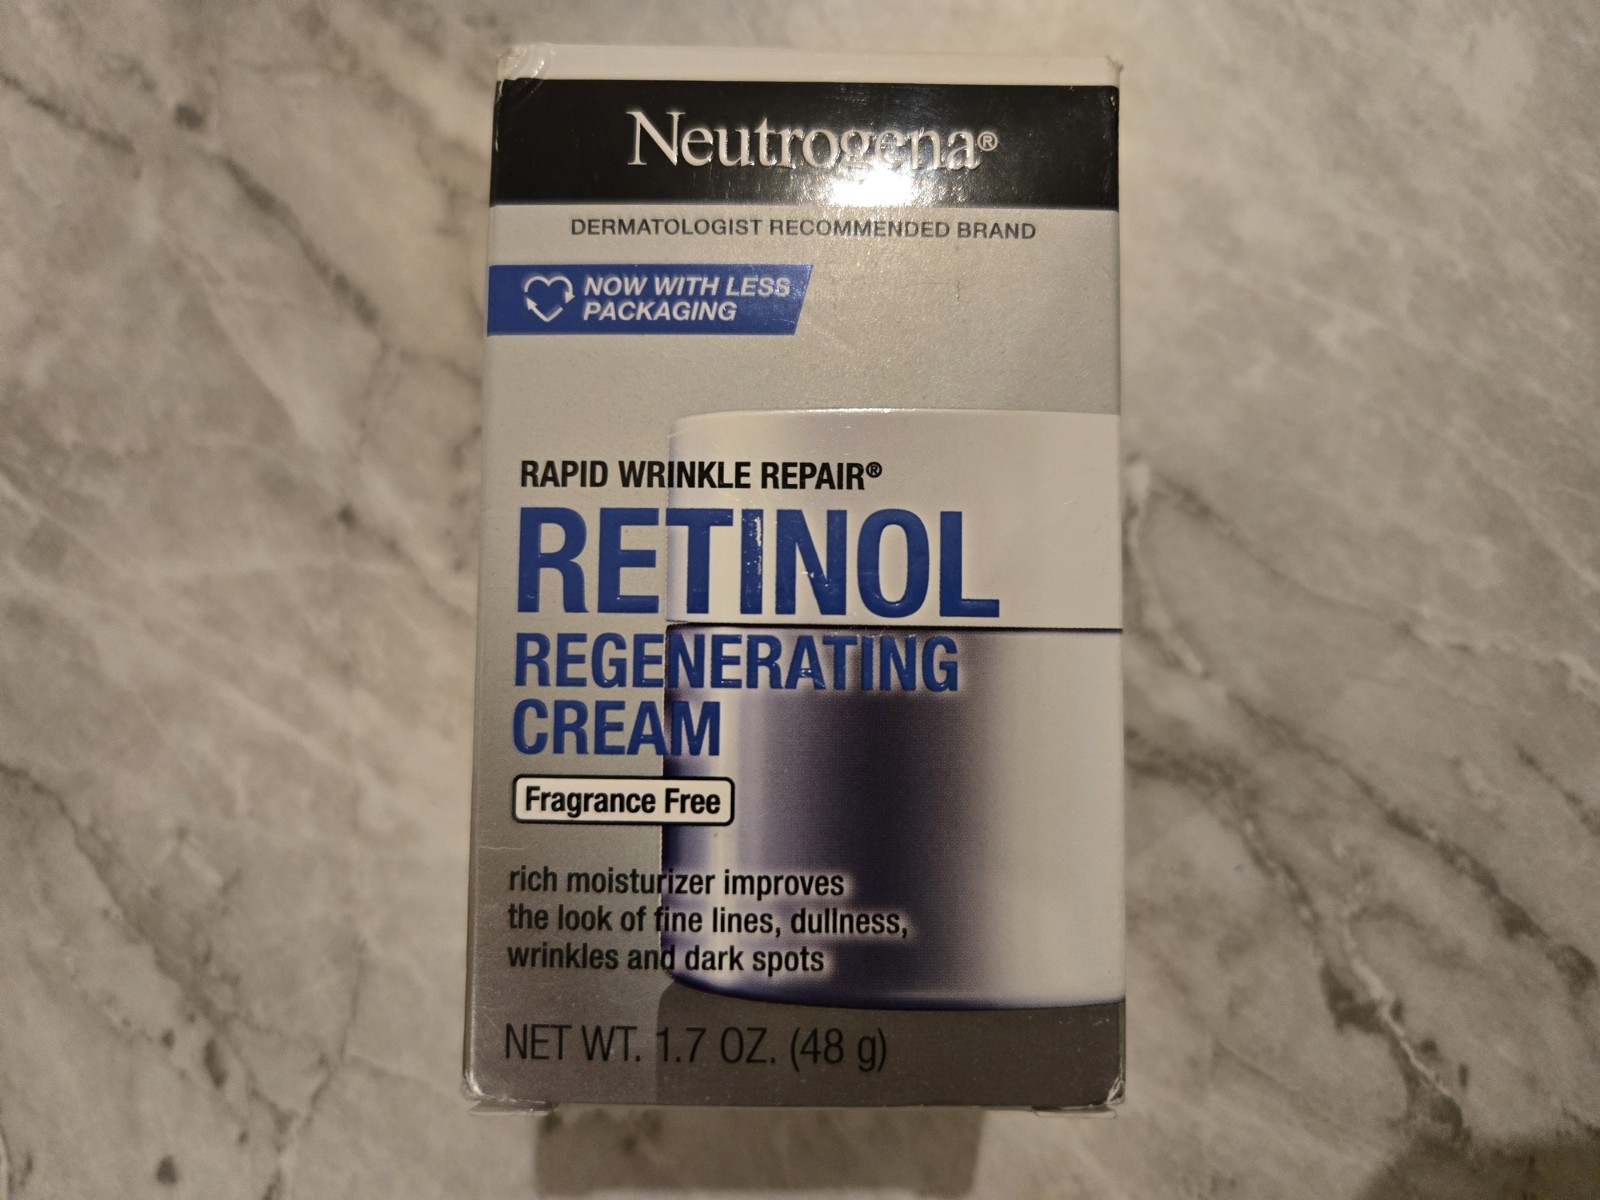 Neutrogena®
DERMATOLOGIST RECOMMENDED BRAND
NOW WITH LESS
PACKAGING
RAPID WRINKLE REPAIR®
RETINOL
REGENERATING
CREAM
Fragrance Free
rich moisturizer improves
the look of fine lines, dullness,
wrinkles and dark spots
NET WT. 1.7 OZ. (48 g)